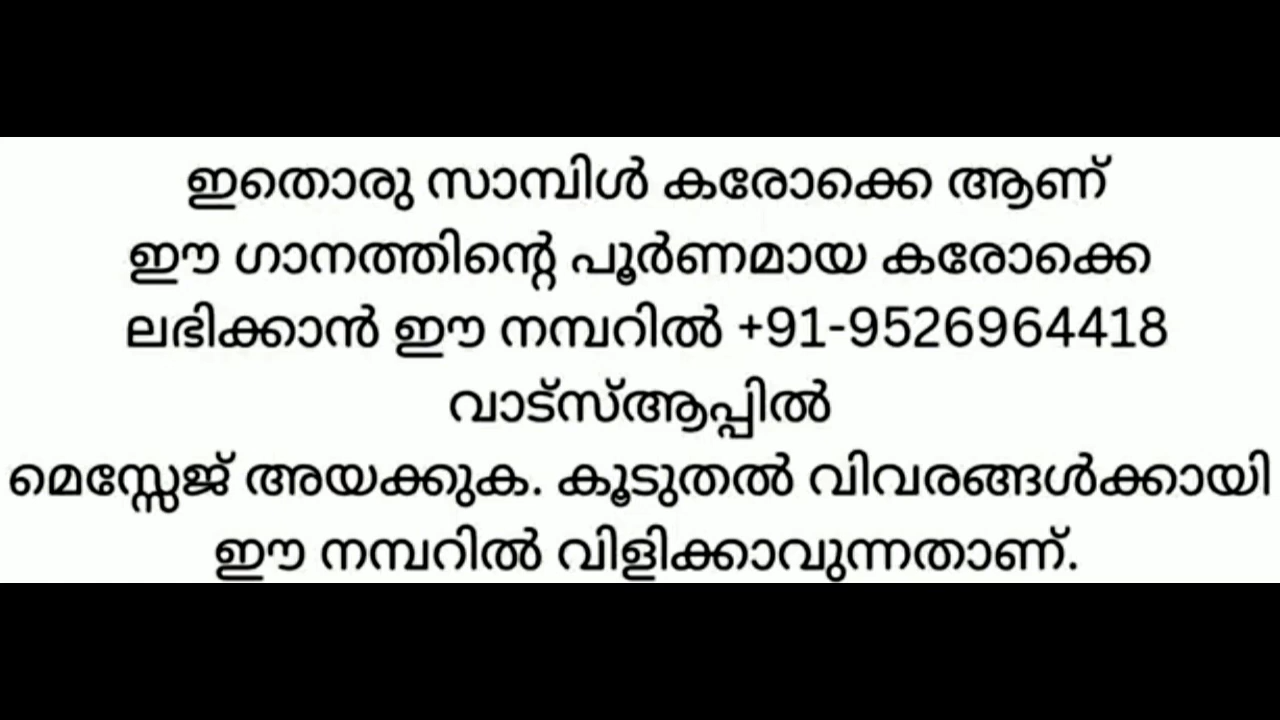 ഇതൊരു സാമ്പിൾ കരോക്കെ ആണ്
ഈ ഗാനത്തിന്റെ പൂർണമായ കരോക്കെ
ലഭിക്കാൻ ഈ നമ്പറിൽ +91-9526964418
വാട്സ്ആപ്പിൽ
മെസ്സേജ് അയക്കുക. കൂടുതൽ വിവരങ്ങൾക്കായി
ഈ നമ്പറിൽ വിളിക്കാവുന്നതാണ്.